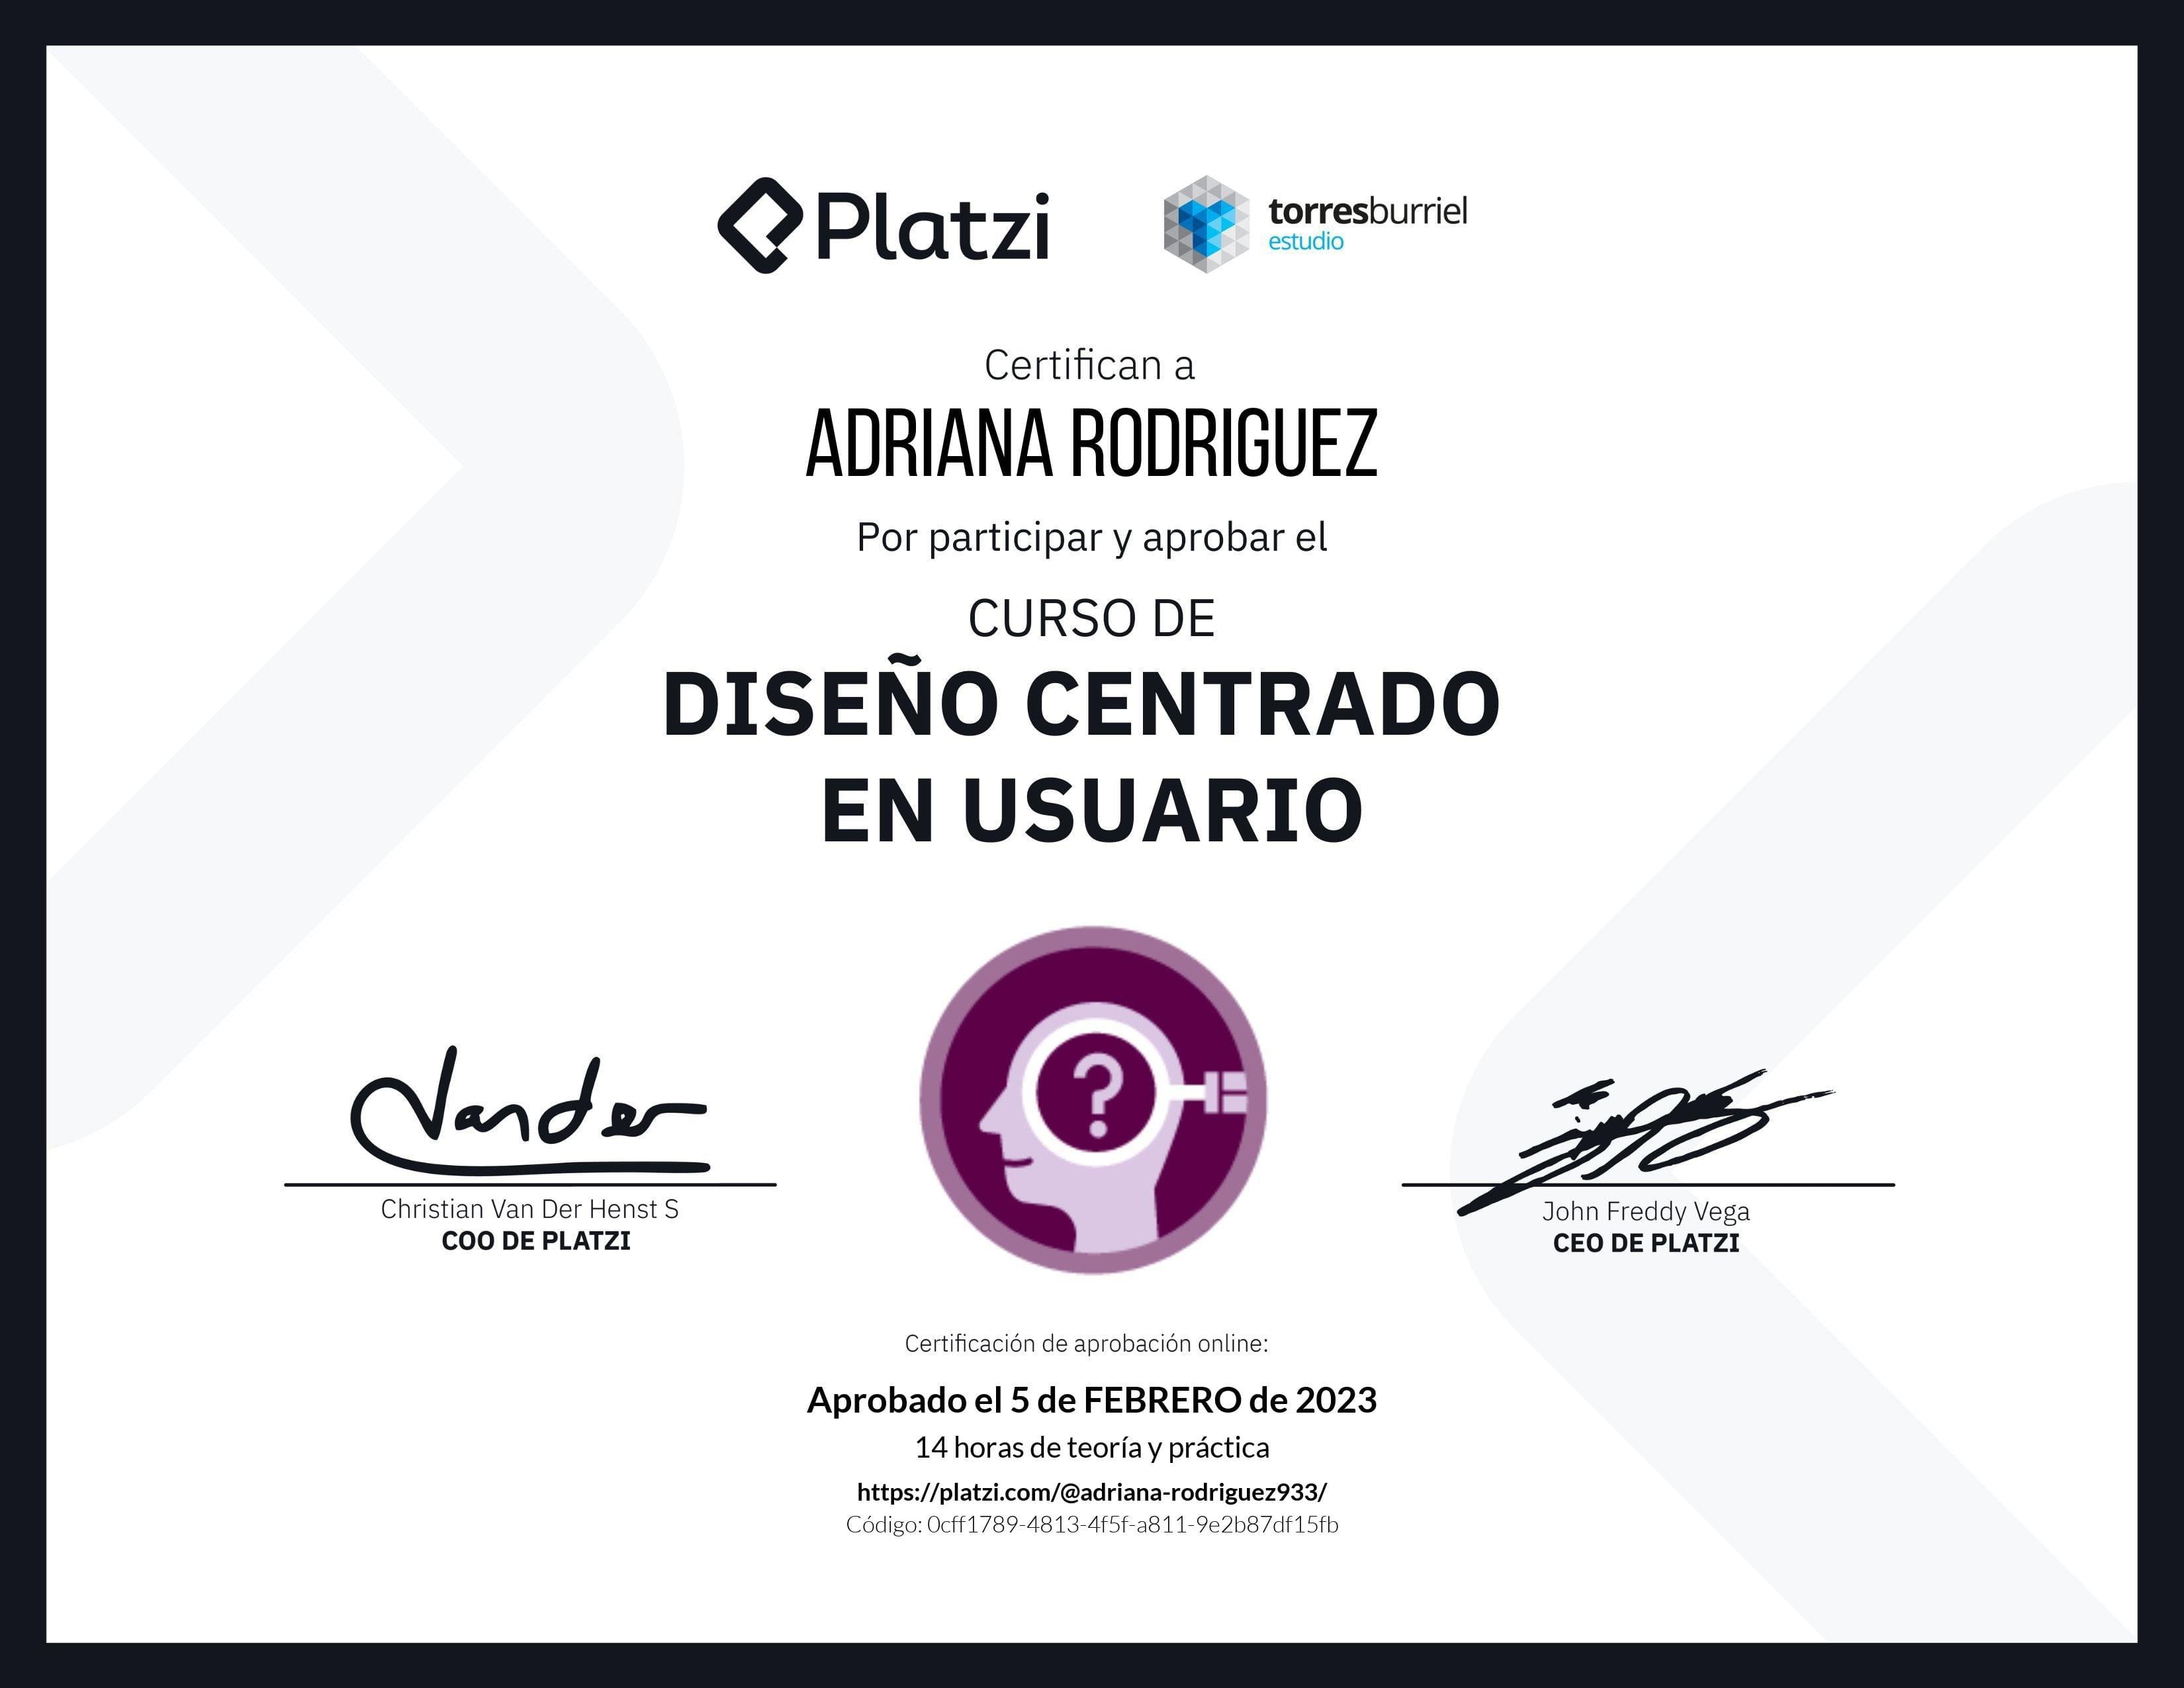 Platzi
torresburriel
estudio
Certifican a
ADRIANA RODRIGUEZ
Por participar y aprobar el
CURSO DE
DISEÑO CENTRADO
EN USUARIO
?
Vander
Christian Van Der Henst S
COO DE PLATZI
John Freddy Vega
CEO DE PLATZI
Certificación de aprobación online:
Aprobado el 5 de FEBRERO de 2023
14 horas de teoría y práctica
https://platzi.com/@adriana-rodriguez933/
Código: 0cff1789-4813-4f5f-a811-9e2b87df15fb